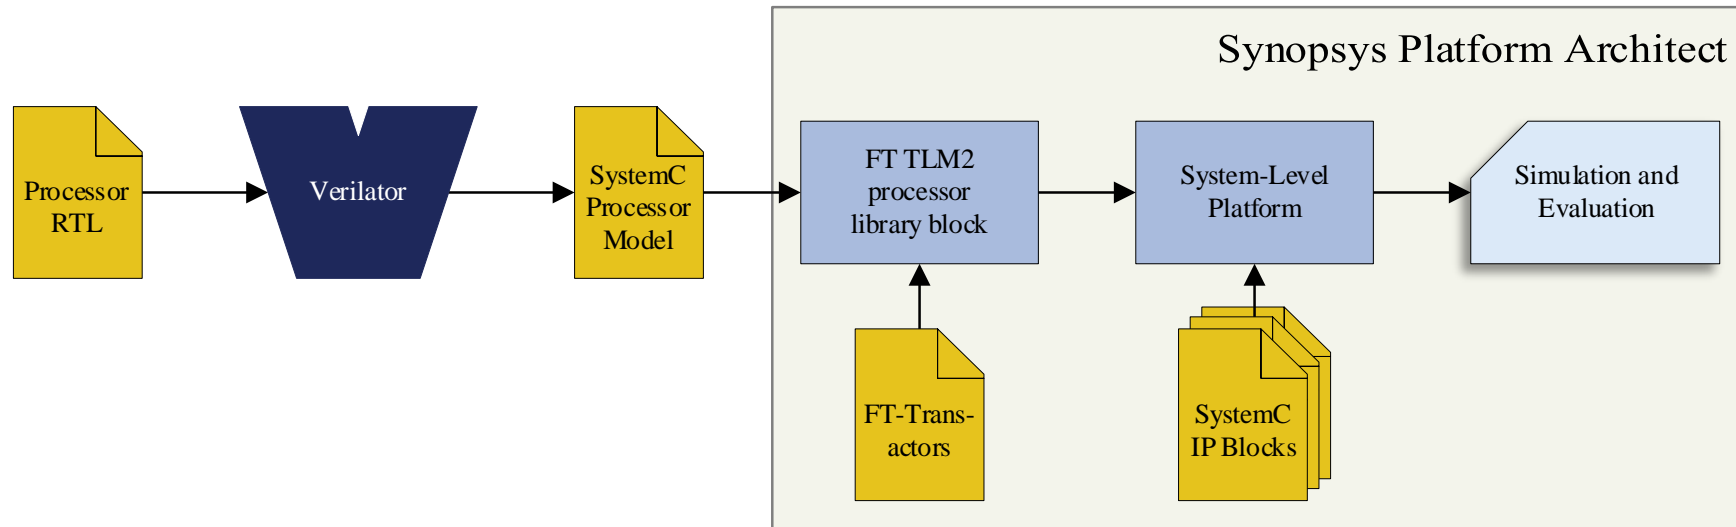 Synopsys Platform Architect
Processor
RTL
Verilator
SystemC
Processor
Model
FT TLM2
processor
library block
System-Level
Platform
Simulation and
Evaluation
FT-Trans-
actors
SystemC
IP Blocks